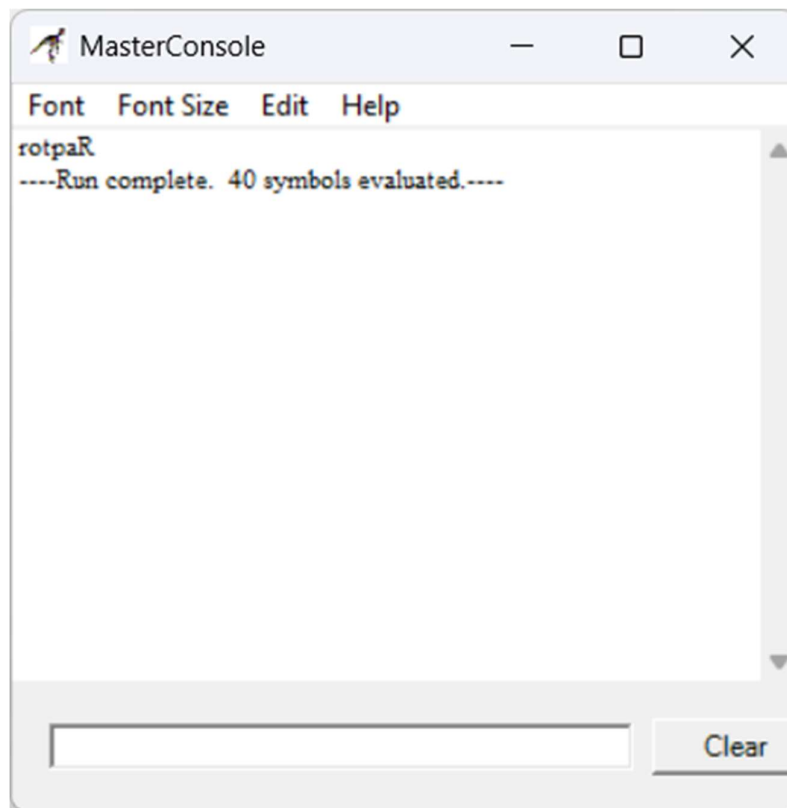 MasterConsole
Font Font Size Edit Help
rotpaR
----Run complete.  40 symbols evaluated.----
Clear